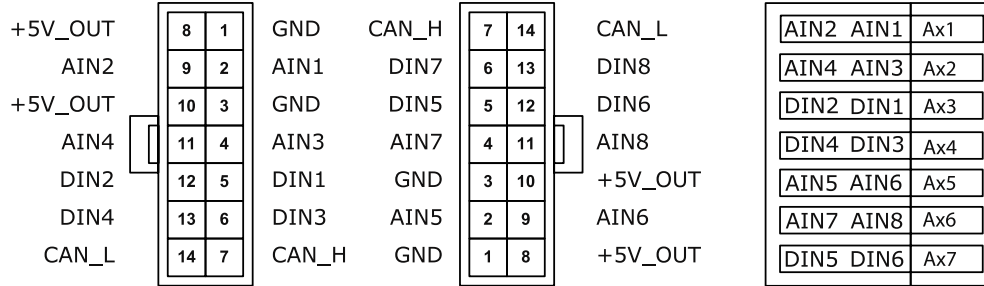 +5V_OUT 8 1 GND CAN_H 7 14 CAN_L AIN2 AIN1 Ax1
AIN2 9 2 AIN1 DIN7 6 13 DIN8 AIN4 AIN3 Ax2
+5V_OUT 10 3 GND DIN5 5 12 DIN6 DIN2 DIN1 Ax3
AIN4 11 4 AIN3 AIN7 4 11 AIN8 DIN4 DIN3 Ax4
DIN2 12 5 DIN1 GND 3 10 +5V_OUT AIN5 AIN6 Ax5
DIN4 13 6 DIN3 AIN5 2 9 AIN6 AIN7 AIN8 Ax6
CAN_L 14 7 CAN_H GND 1 8 +5V_OUT DIN5 DIN6 Ax7